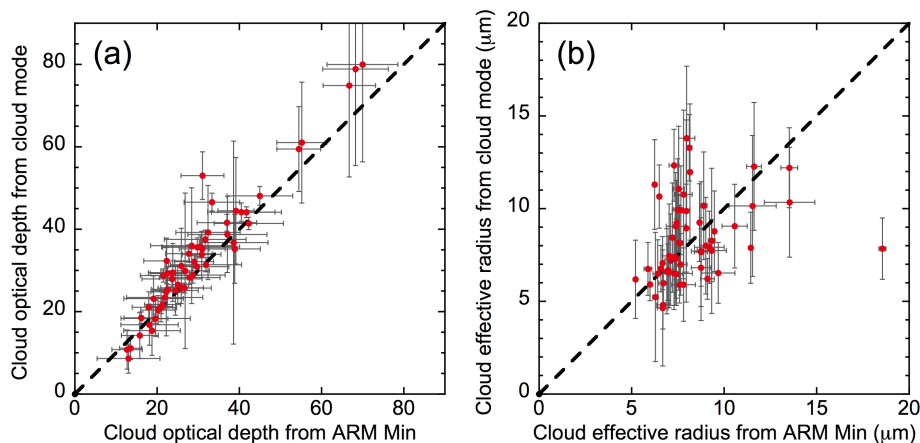 (a)
Cloud optical depth from cloud mode
80
60
40
20
0
0 20 40 60 80
Cloud optical depth from ARM Min
(b)
Cloud effective radius from cloud mode (μm)
20
15
10
5
0
0 5 10 15 20
Cloud effective radius from ARM Min (μm)